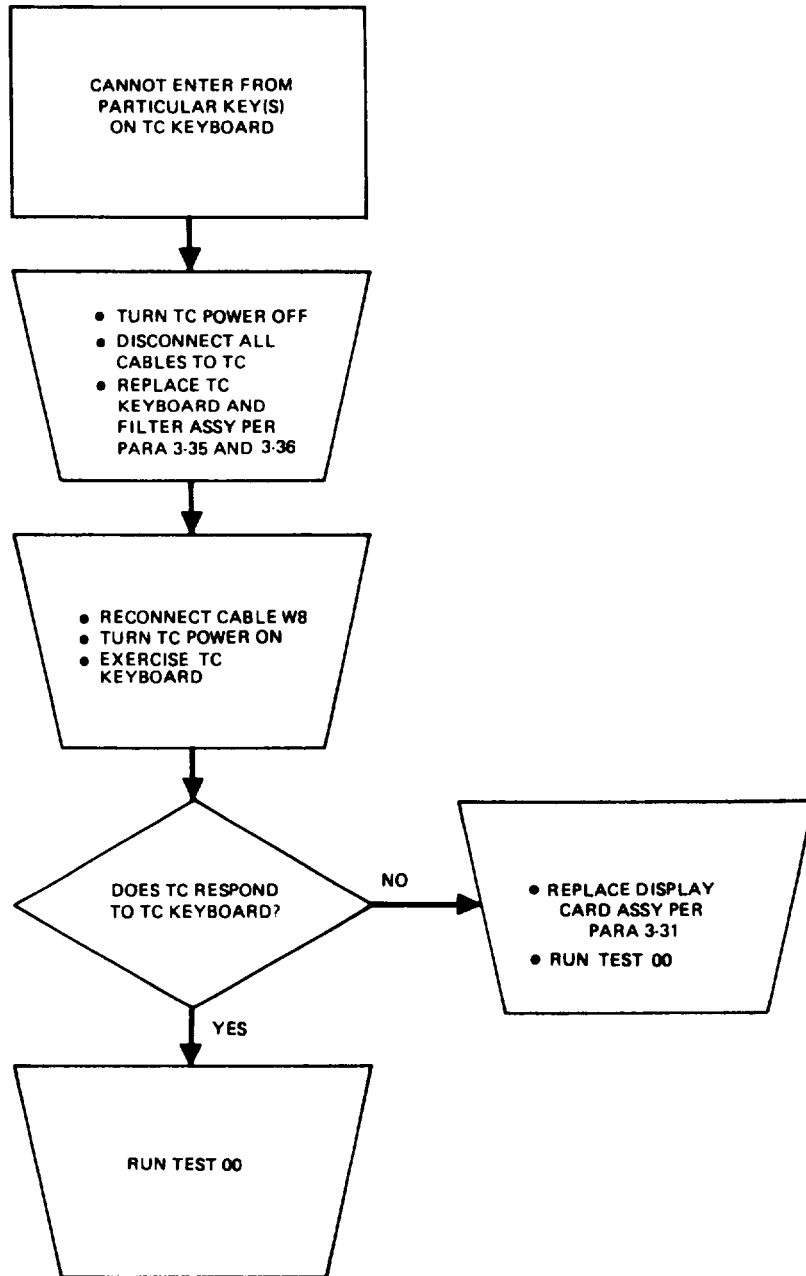 CANNOT ENTER FROM
PARTICULAR KEY(S)
ON TC KEYBOARD
● TURN TC POWER OFF
● DISCONNECT ALL
CABLES TO TC
● REPLACE TC
KEYBOARD AND
FILTER ASSY PER
PARA 3-35 AND 3-36
● RECONNECT CABLE W8
● TURN TC POWER ON
● EXERCISE TC
KEYBOARD
DOES TC RESPOND
TO TC KEYBOARD?
NO
● REPLACE DISPLAY
CARD ASSY PER
PARA 3-31
● RUN TEST 00
YES
RUN TEST 00